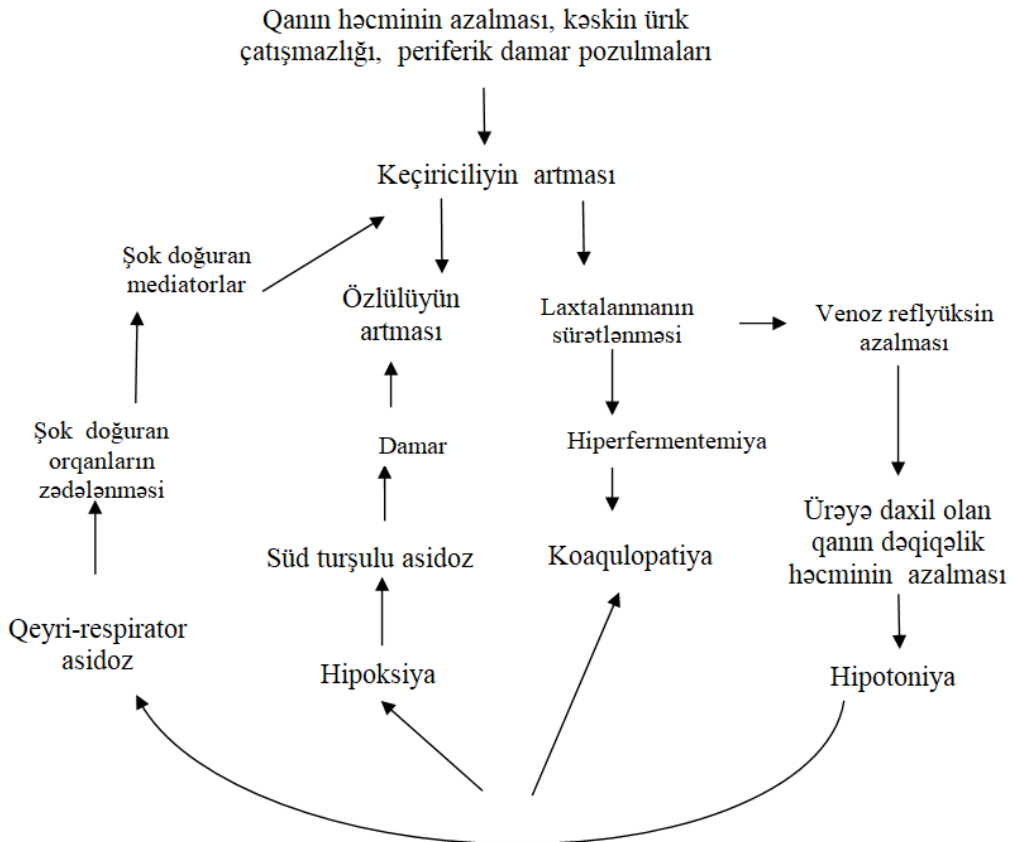 Qanın həcminin azalması, kəskin ürık
çatışmazlığı, periferik damar pozulmaları
Keçiriciliyin artması
Şok doğuran
mediatorlar
Özlülüyün
artması
Laxtalanmanın
sürətlənməsi
Venoz reflyüksin
azalması
Şok doğuran
orqanların
zədələnməsi
Damar
Hiperfermentemiya
Ürəyə daxil olan
qanın dəqiqəlik
həcminin azalması
Süd turşulu asidoz
Koaqulopatiya
Qeyri-respirator
asidoz
Hipoksiya
Hipotoniya